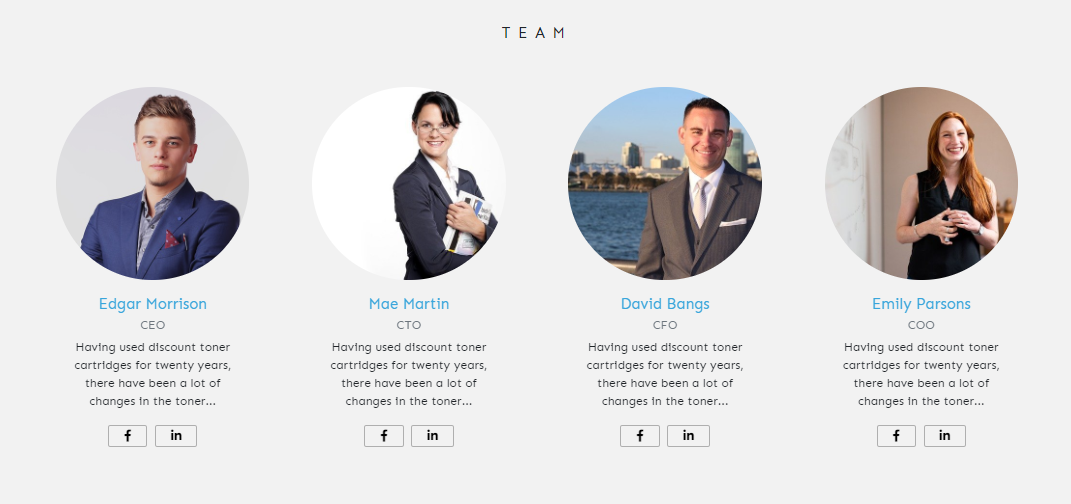 TEAM
Edgar Morrison
CEO
Having used discount toner
cartridges for twenty years,
there have been a lot of
changes in the toner...
f in
Mae Martin
CTO
Having used discount toner
cartridges for twenty years,
there have been a lot of
changes in the toner...
f in
David Bangs
CFO
Having used discount toner
cartridges for twenty years,
there have been a lot of
changes in the toner...
f in
Emily Parsons
COO
Having used discount toner
cartridges for twenty years,
there have been a lot of
changes in the toner...
f in